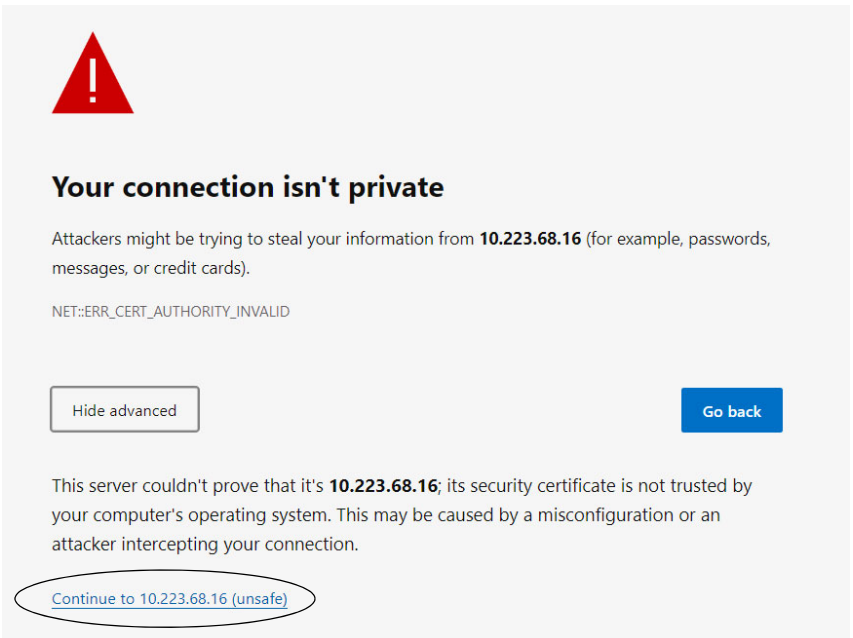 Your connection isn't private
Attackers might be trying to steal your information from 10.223.68.16 (for example, passwords,
messages, or credit cards).
NET::ERR_CERT_AUTHORITY_INVALID
Hide advanced
Go back
This server couldn't prove that it's 10.223.68.16; its security certificate is not trusted by
your computer's operating system. This may be caused by a misconfiguration or an
attacker intercepting your connection.
Continue to 10.223.68.16 (unsafe)